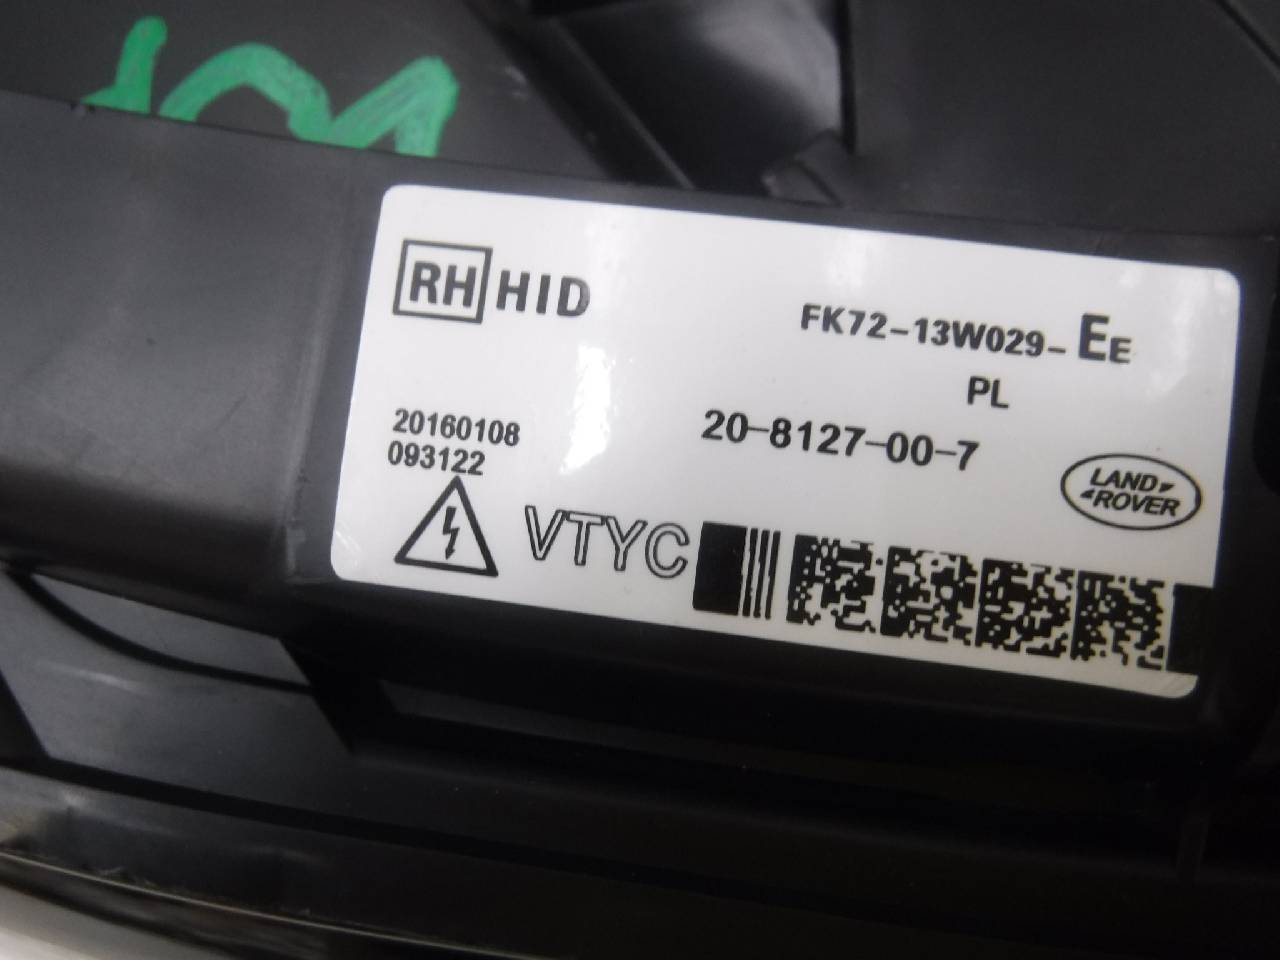 RH HID
FK72-13W029-EE
PL
20160108
093122
20-8127-00-7
LAND
ROVER
VTYC